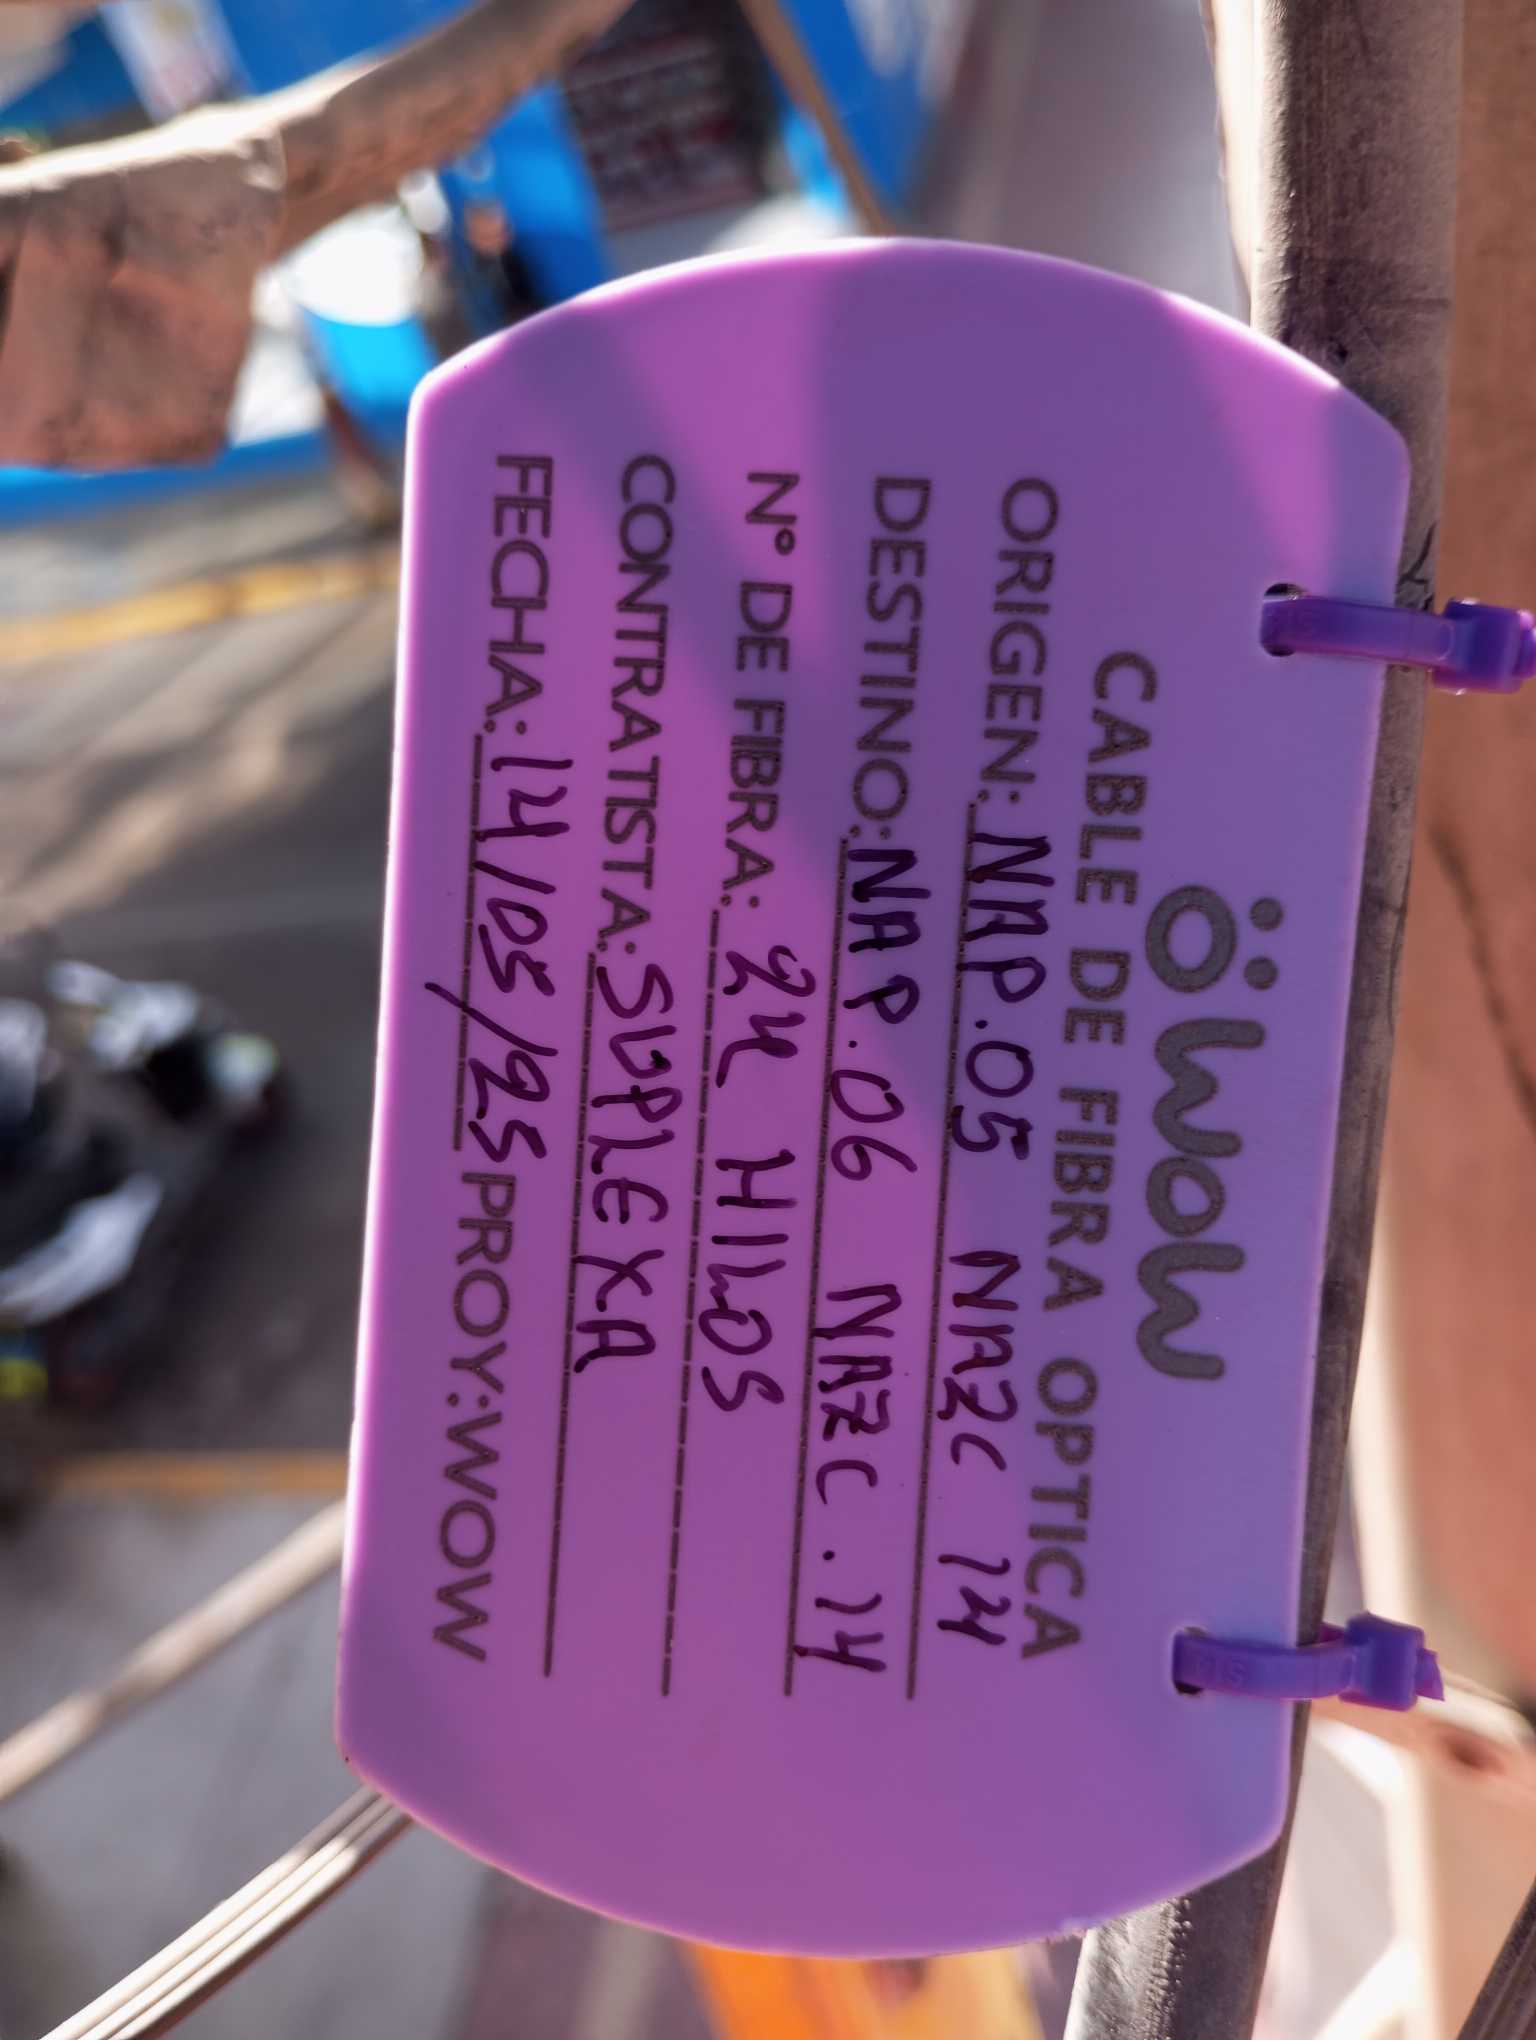 wow
CABLE DE FIBRA OPTICA
ORIGEN: NAP.05 NAZC 14
DESTINO: NAP.06 NAZC.14
N° DE FIBRA: 24 HILOS
CONTRATISTA: SUPLEXA
FECHA: 14/05/25 PROY: WOW